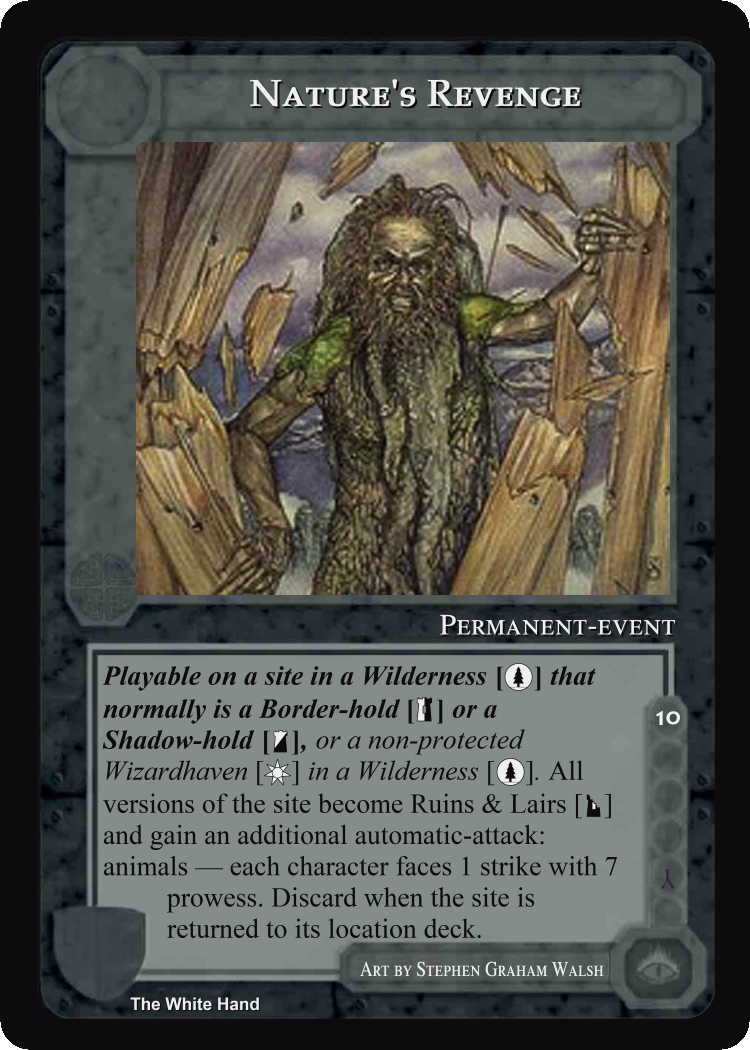 Nature's Revenge
Permanent-event
Playable on a site in a Wilderness [ ] that
normally is a Border-hold [ ] or a
Shadow-hold [ ], or a non-protected
Wizardhaven [ ] in a Wilderness [ ]. All
versions of the site become Ruins & Lairs [ ]
and gain an additional automatic-attack:
animals — each character faces 1 strike with 7
prowess. Discard when the site is
returned to its location deck.
10
Art by Stephen Graham Walsh
The White Hand